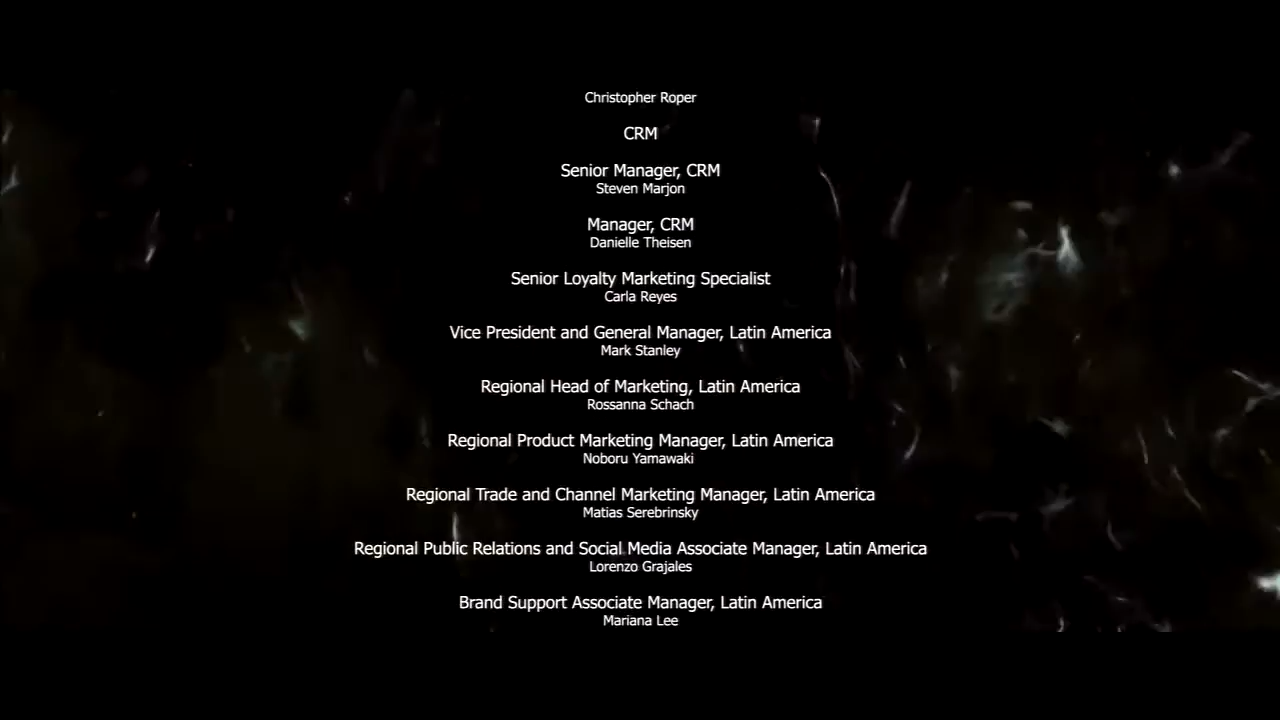 Christopher Roper
CRM
Senior Manager, CRM
Steven Marjon
Manager, CRM
Danielle Theisen
Senior Loyalty Marketing Specialist
Carla Reyes
Vice President and General Manager, Latin America
Mark Stanley
Regional Head of Marketing, Latin America
Rossanna Schach
Regional Product Marketing Manager, Latin America
Noboru Yamawaki
Regional Trade and Channel Marketing Manager, Latin America
Matias Serebrinsky
Regional Public Relations and Social Media Associate Manager, Latin America
Lorenzo Grajales
Brand Support Associate Manager, Latin America
Mariana Lee